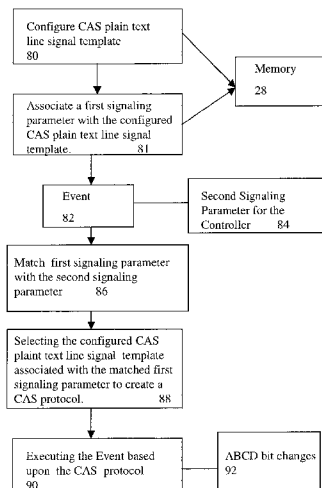 Configure CAS plain text
line signal template
80
Memory
28
Associate a first signaling
parameter with the configured
CAS plain text line signal
template. 81
Event
82
Second Signaling
Parameter for the
Controller 84
Match first signaling parameter
with the second signaling
parameter 86
Selecting the configured CAS
plaint text line signal template
associated with the matched first
signaling parameter to create a
CAS protocol. 88
Executing the Event based
upon the CAS protocol
90
ABCD bit changes
92